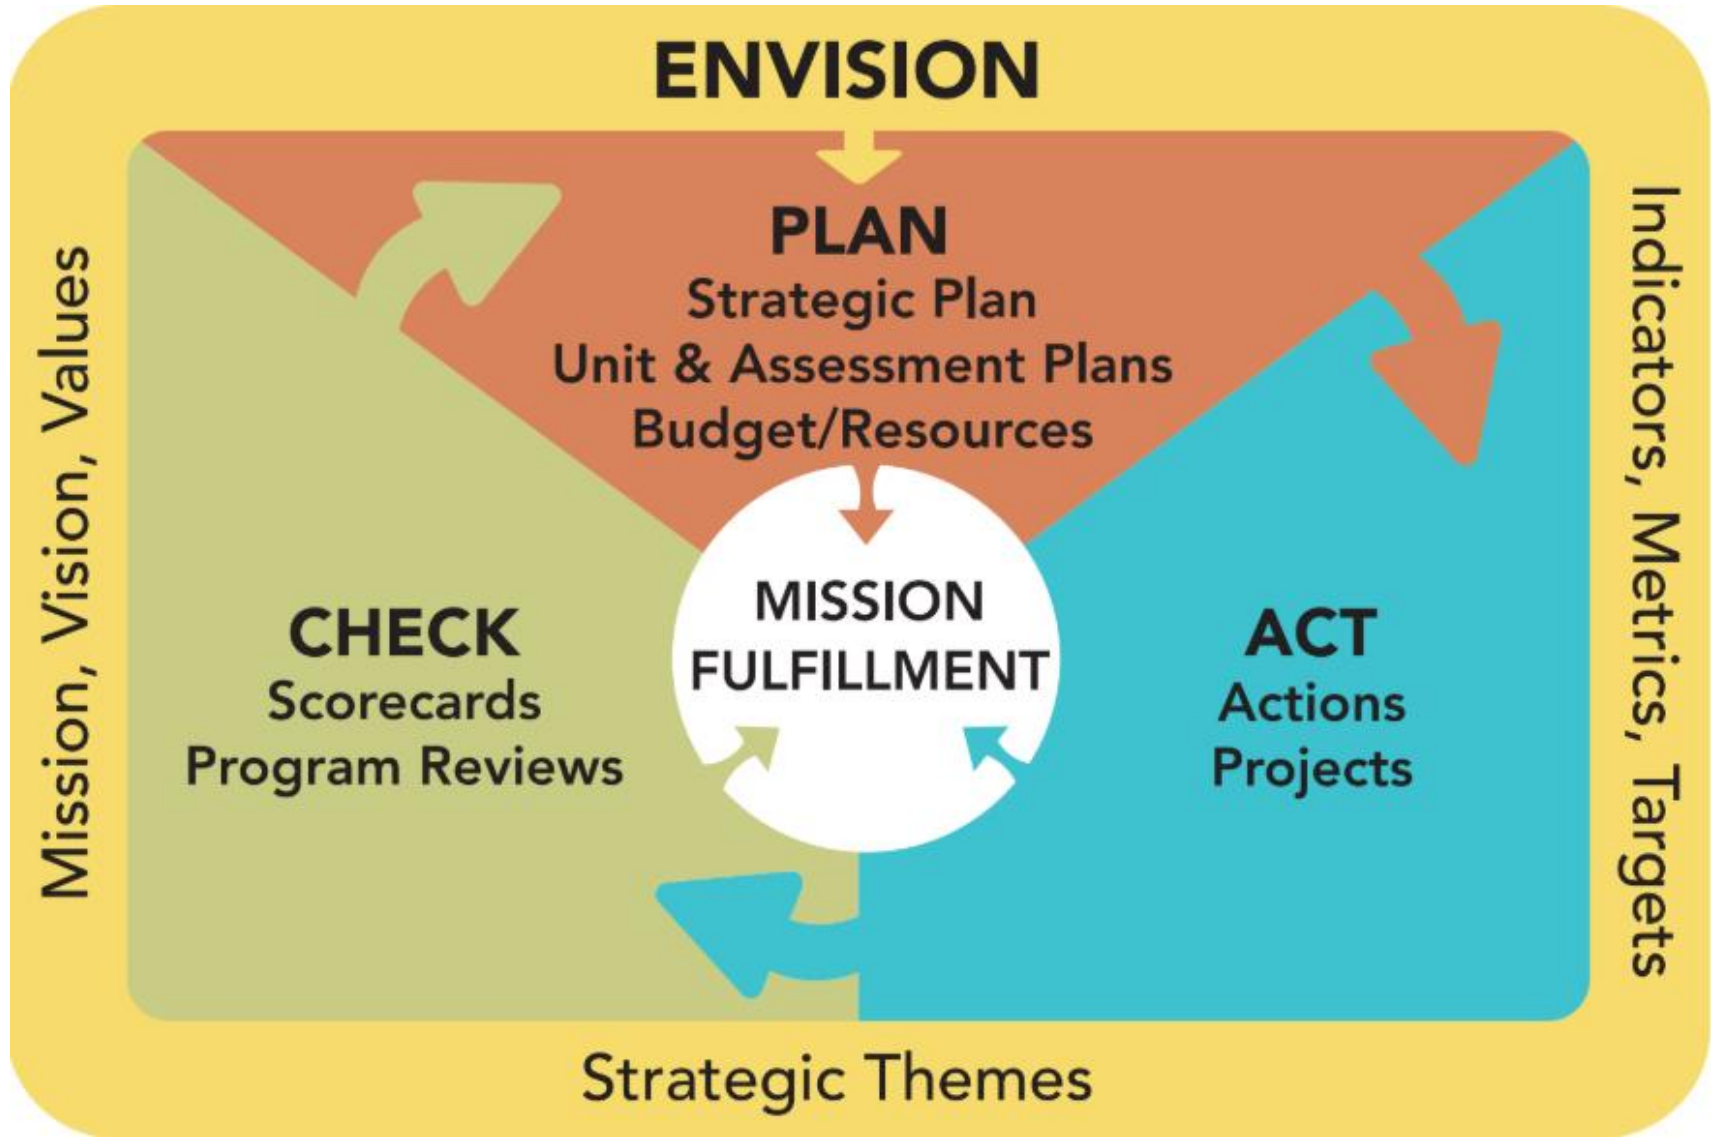 ENVISION
PLAN
Strategic Plan
Unit & Assessment Plans
Budget/Resources
MISSION
FULFILLMENT
CHECK
Scorecards
Program Reviews
ACT
Actions
Projects
Mission, Vision, Values
Indicators, Metrics, Targets
Strategic Themes